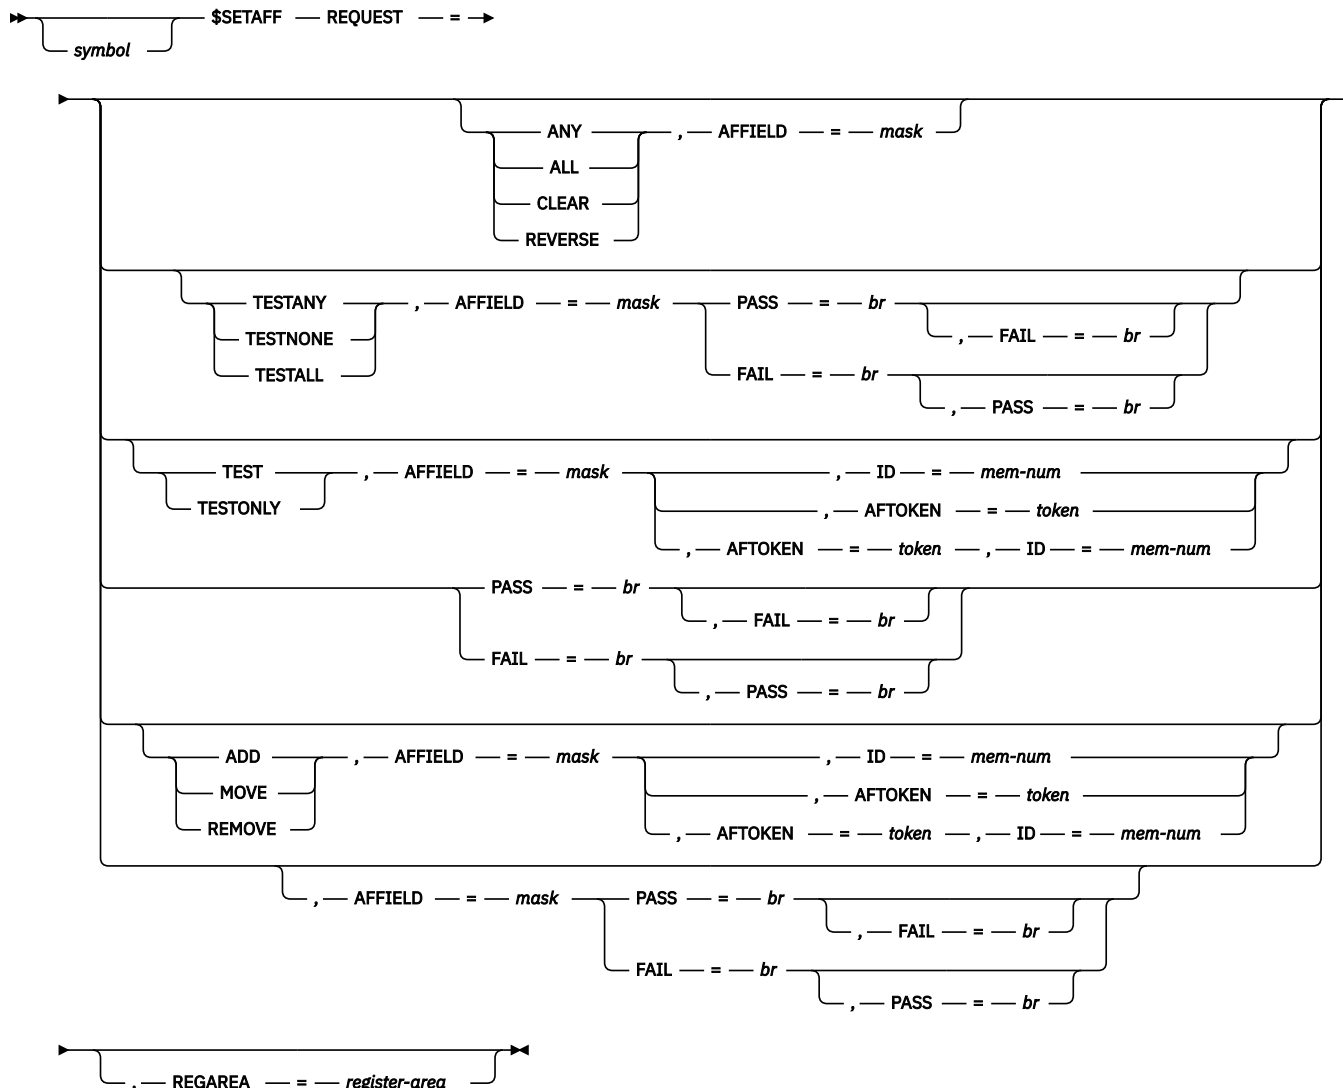 $SETAFF REQUEST =
symbol
ANY , AFFIELD = mask
ALL
CLEAR
REVERSE
TESTANY , AFFIELD = mask PASS = br
TESTNONE , FAIL = br
TESTALL FAIL = br
, PASS = br
TEST , AFFIELD = mask , ID = mem-num
TESTONLY , AFTOKEN = token
, AFTOKEN = token , ID = mem-num
PASS = br
, FAIL = br
FAIL = br
, PASS = br
ADD , AFFIELD = mask , ID = mem-num
MOVE , AFTOKEN = token
REMOVE , AFTOKEN = token , ID = mem-num
, AFFIELD = mask PASS = br
, FAIL = br
FAIL = br
, PASS = br
, REGAREA = register-area